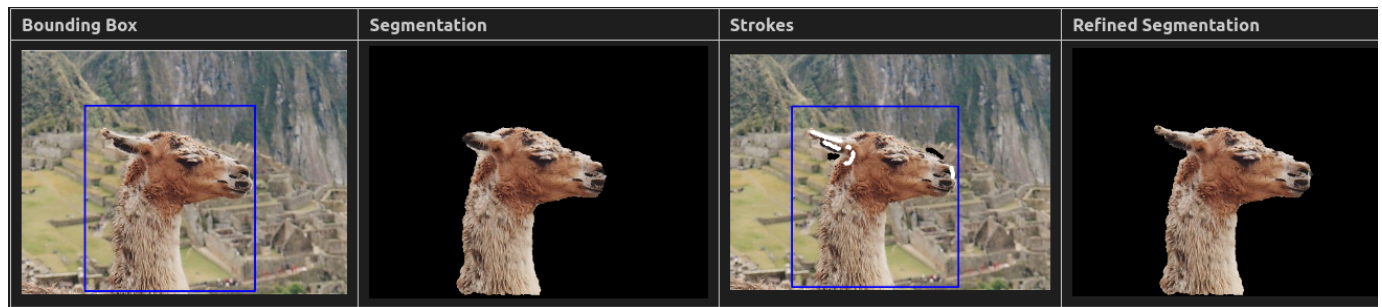 Bounding Box
Segmentation
Strokes
Refined Segmentation